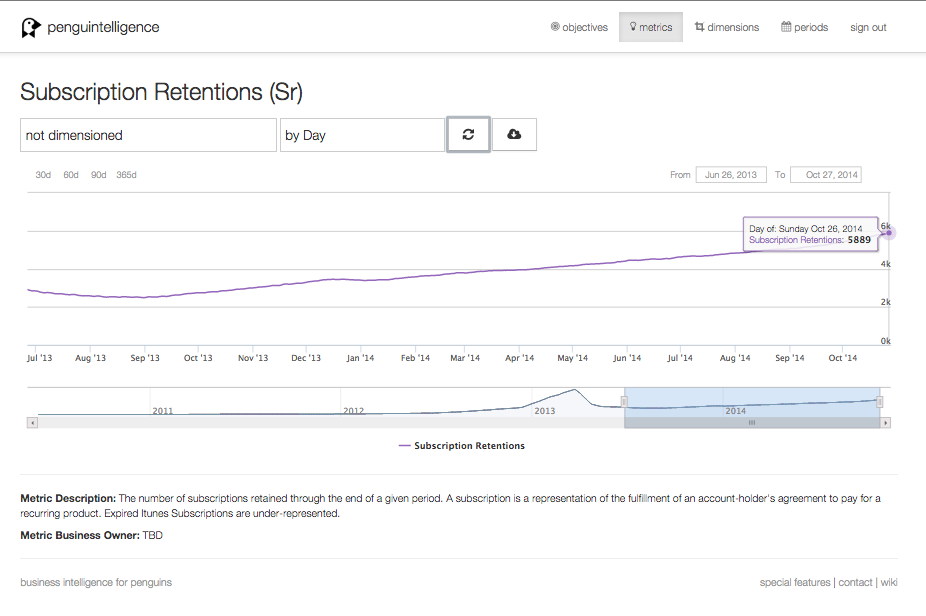 penguintelligence
objectives metrics dimensions periods sign out
Subscription Retentions (Sr)
not dimensioned by Day
30d 60d 90d 365d From Jun 26, 2013 To Oct 27, 2014
6k
Day of: Sunday Oct 26, 2014
Subscription Retentions: 5889
4k
2k
0k
Jul '13 Aug '13 Sep '13 Oct '13 Nov '13 Dec '13 Jan '14 Feb '14 Mar '14 Apr '14 May '14 Jun '14 Jul '14 Aug '14 Sep '14 Oct '14
2011 2012 2013 2014
Subscription Retentions
Metric Description: The number of subscriptions retained through the end of a given period. A subscription is a representation of the fulfillment of an account-holder's agreement to pay for a
recurring product. Expired Itunes Subscriptions are under-represented.
Metric Business Owner: TBD
business intelligence for penguins special features | contact | wiki